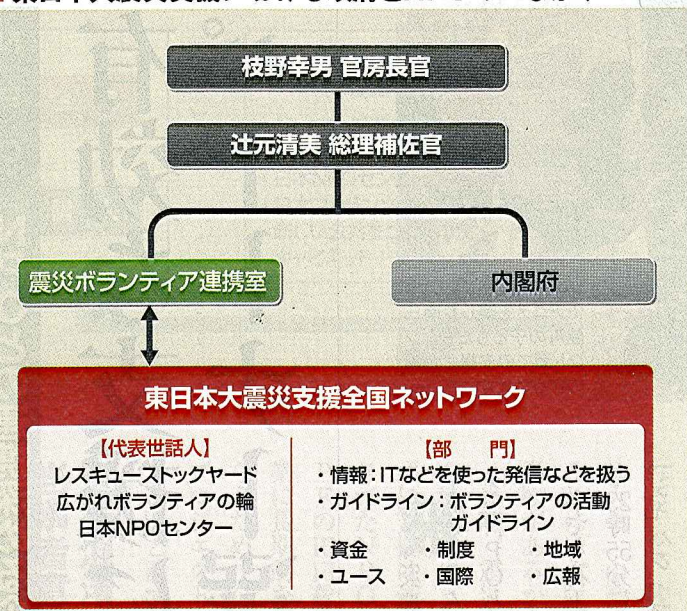 枝野幸男 官房長官
辻元清美 総理補佐官
震災ボランティア連携室
内閣府
東日本大震災支援全国ネットワーク
【代表世話人】
レスキューストックヤード
広がれボランティアの輪
日本NPOセンター
【部　門】
・情報：ITなどを使った発信などを扱う
・ガイドライン：ボランティアの活動
ガイドライン
・資金　・制度　・地域
・ユース　・国際　・広報